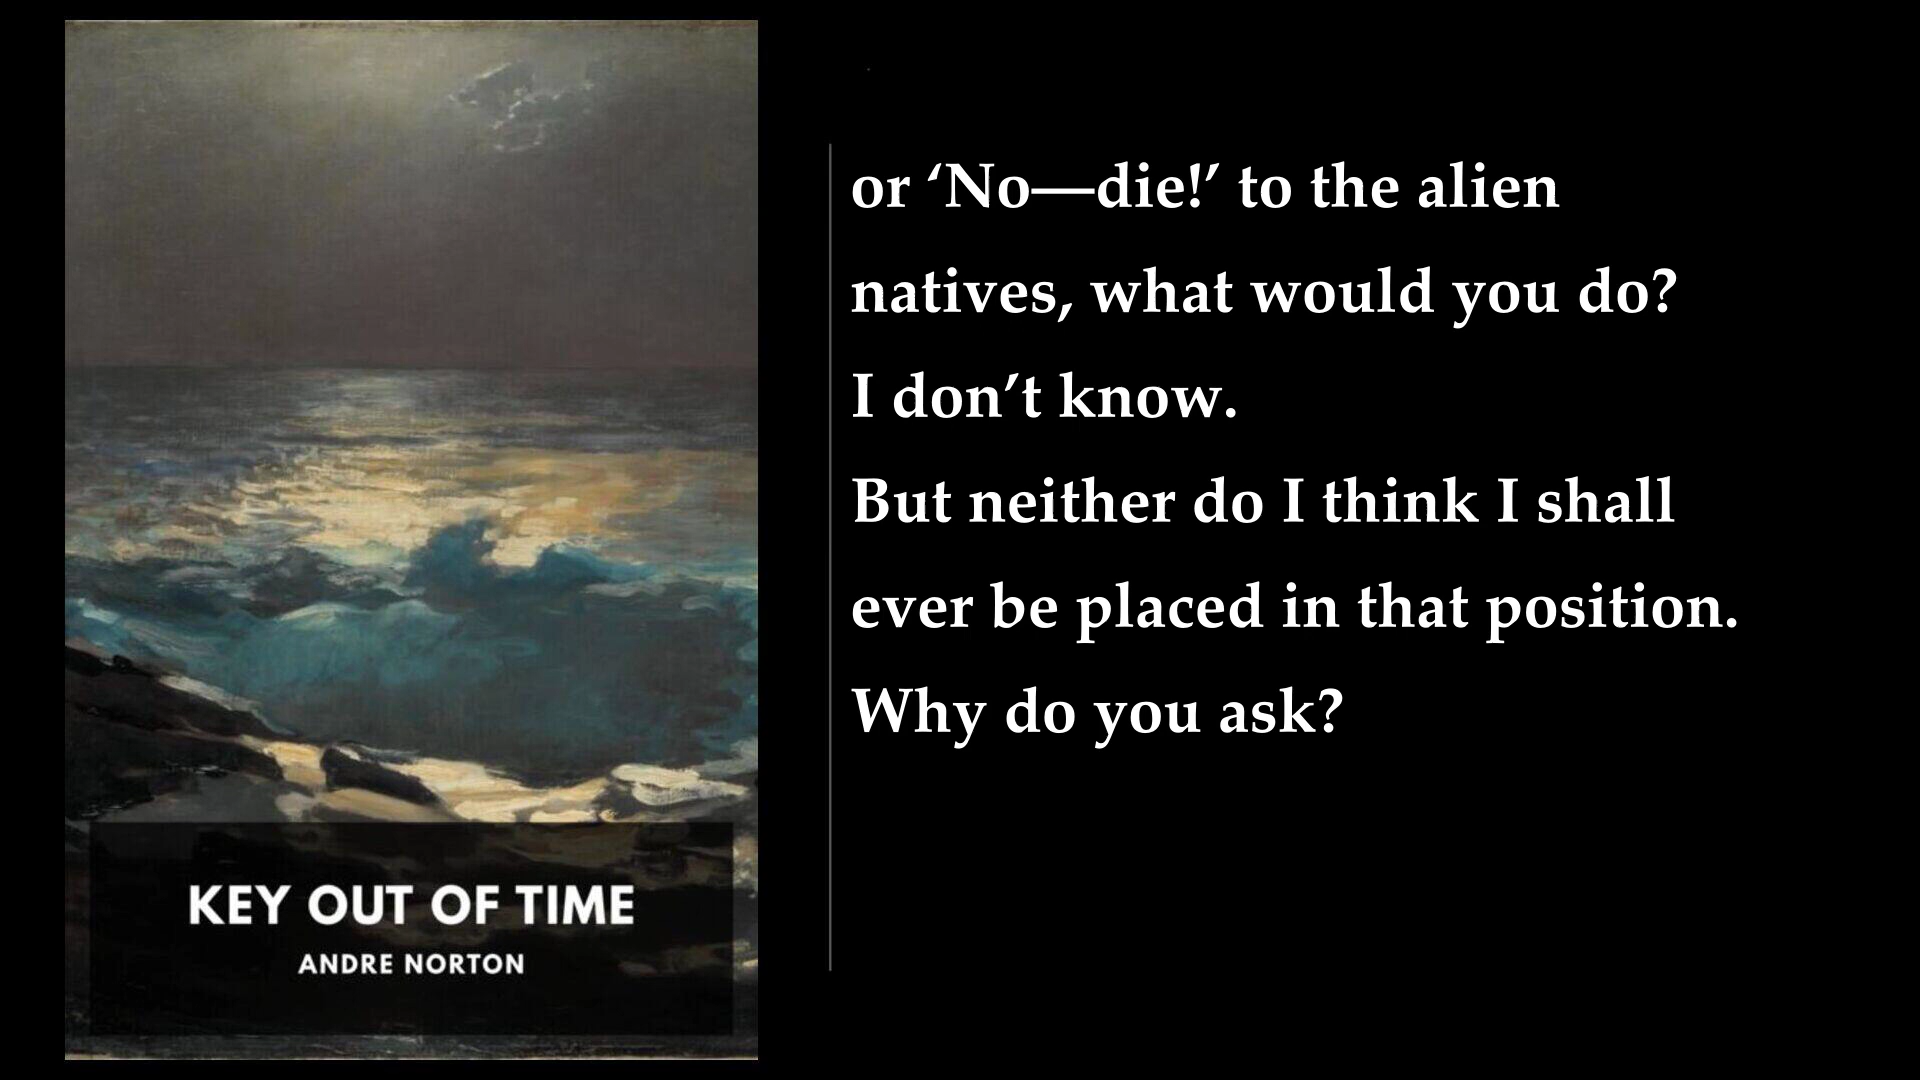 or ‘No—die!’ to the alien
natives, what would you do?
I don’t know.
But neither do I think I shall
ever be placed in that position.
Why do you ask?
KEY OUT OF TIME
ANDRE NORTON